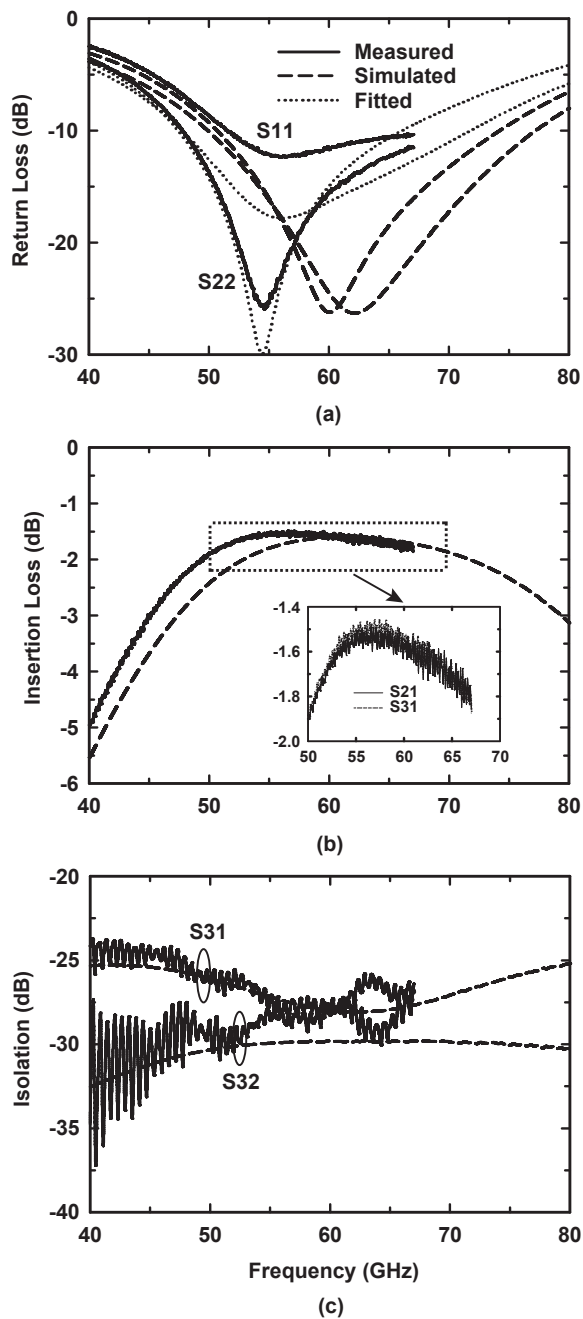 0
-10
-20
-30
Return Loss (dB)
Measured
Simulated
Fitted
S11
S22
40 50 60 70 80
(a)
0
-1
-2
-3
-4
-5
-6
Insertion Loss (dB)
-1.4
-1.6
-1.8
-2.0
S21
S31
50 55 60 65 70
40 50 60 70 80
(b)
-20
-25
-30
-35
-40
Isolation (dB)
S31
S32
40 50 60 70 80
Frequency (GHz)
(c)